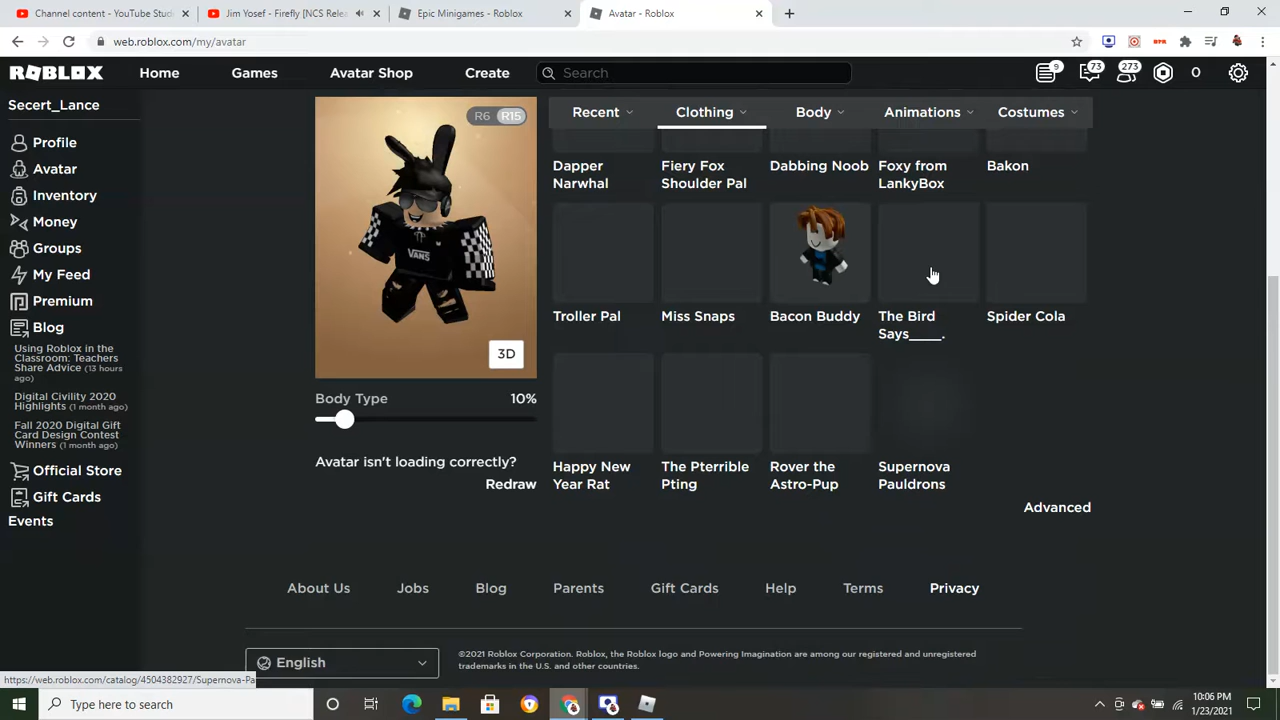 Channel content - YouTube Stud
Jim Yosef - Firefly [NCS Relea
Epic Minigames - Roblox
Avatar - Roblox
web.roblox.com/my/avatar
ROBLOX
Home
Games
Avatar Shop
Create
Search
9
73
273
0
Secert_Lance
Profile
Avatar
Inventory
Money
Groups
My Feed
Premium
Blog
Using Roblox in the
Classroom: Teachers
Share Advice (13 hours
ago)
Digital Civility 2020
Highlights (1 month ago)
Fall 2020 Digital Gift
Card Design Contest
Winners (1 month ago)
Official Store
Gift Cards
Events
R6 R15
VANS
3D
Body Type 10%
Avatar isn't loading correctly?
Redraw
Recent
Clothing
Body
Animations
Costumes
Dapper
Narwhal
Fiery Fox
Shoulder Pal
Dabbing Noob
Foxy from
LankyBox
Bakon
Troller Pal
Miss Snaps
Bacon Buddy
The Bird
Says____.
Spider Cola
Happy New
Year Rat
The Pterrible
Pting
Rover the
Astro-Pup
Supernova
Pauldrons
Advanced
About Us
Jobs
Blog
Parents
Gift Cards
Help
Terms
Privacy
English
©2021 Roblox Corporation. Roblox, the Roblox logo and Powering Imagination are among our registered and unregistered
trademarks in the U.S. and other countries.
https://web.roblox.com/catalog/4504382927/Supernova-Pa
Type here to search
10:06 PM
1/23/2021